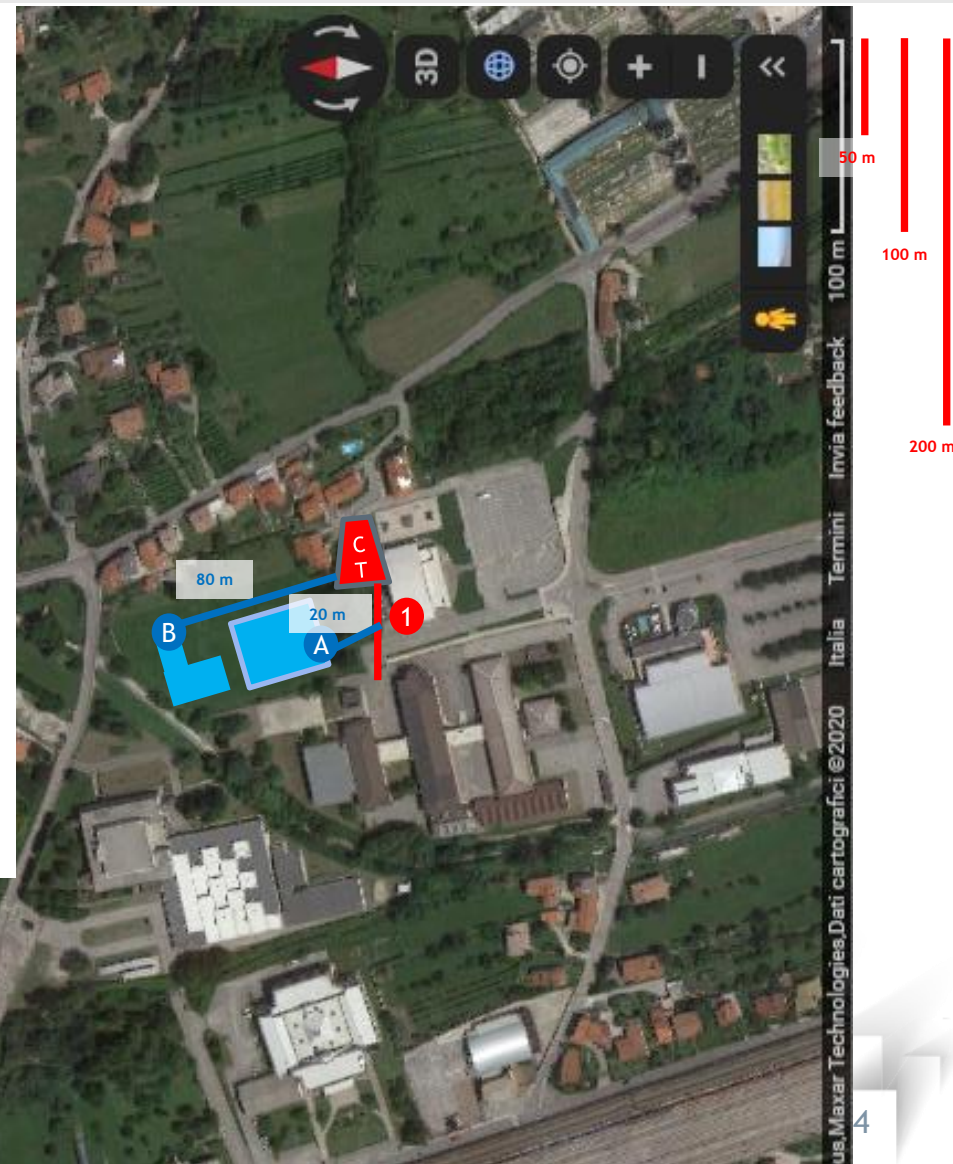 3D
+
−
«
50 m
100 m
200 m
100 m
Invia feedback
Termini
Italia
us,Maxar Technologies,Dati cartografici ©2020
C
T
80 m
20 m
1
B
A
4